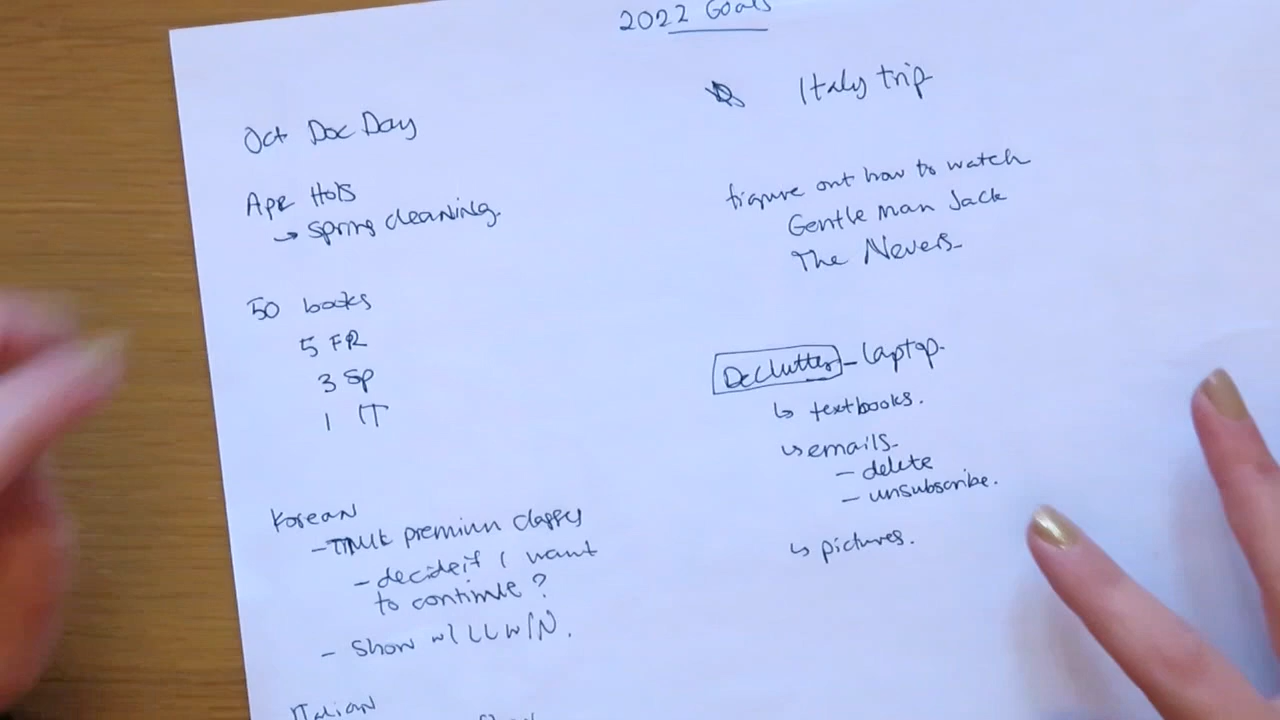 2022 Goals
Oct Doc Day
Apr Hols
→ spring cleaning.
50 books
5 FR
3 Sp
1 IT
Korean
- TTMIK premium classes
- decide if I want
to continue?
- Show w/ LLW/N.
Italian
Italy trip
figure out how to watch
Gentleman Jack
The Nevers
Declutter - laptop.
↳ textbooks.
↳ emails
- delete
- unsubscribe.
↳ pictures.